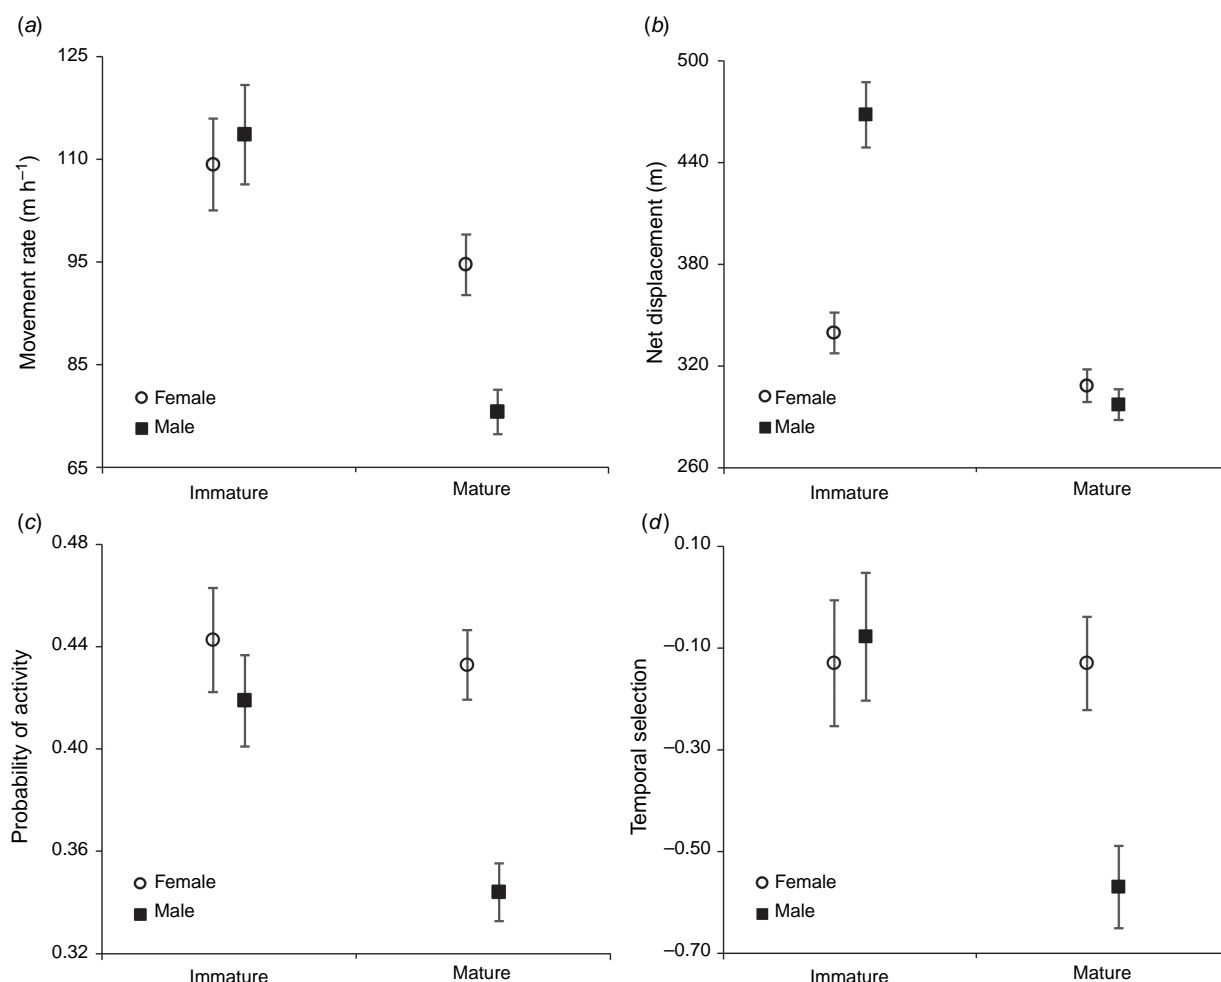 (a)
125
110
95
85
65
Movement rate (m h−1)
Female
Male
Immature
Mature
(b)
500
440
380
320
260
Net displacement (m)
Female
Male
Immature
Mature
(c)
0.48
0.44
0.40
0.36
0.32
Probability of activity
Female
Male
Immature
Mature
(d)
0.10
−0.10
−0.30
−0.50
−0.70
Temporal selection
Female
Male
Immature
Mature